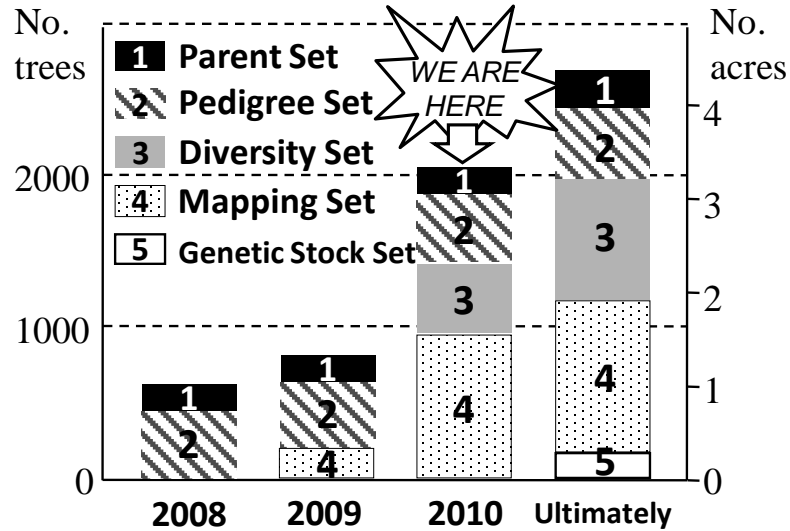 No.
trees
No.
acres
1 Parent Set
2 Pedigree Set
3 Diversity Set
4 Mapping Set
5 Genetic Stock Set
WE ARE
HERE
2000
1000
0
4
3
2
1
0
1
2
1
2
4
1
2
3
4
1
2
3
4
5
2008
2009
2010
Ultimately